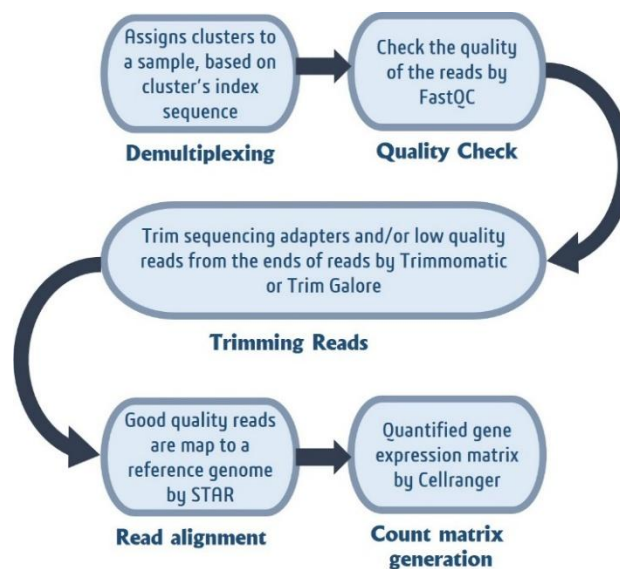 Assigns clusters to
a sample, based on
cluster's index
sequence
Demultiplexing
Check the quality
of the reads by
FastQC
Quality Check
Trim sequencing adapters and/or low quality
reads from the ends of reads by Trimmomatic
or Trim Galore
Trimming Reads
Good quality reads
are map to a
reference genome
by STAR
Read alignment
Quantified gene
expression matrix
by Cellranger
Count matrix
generation